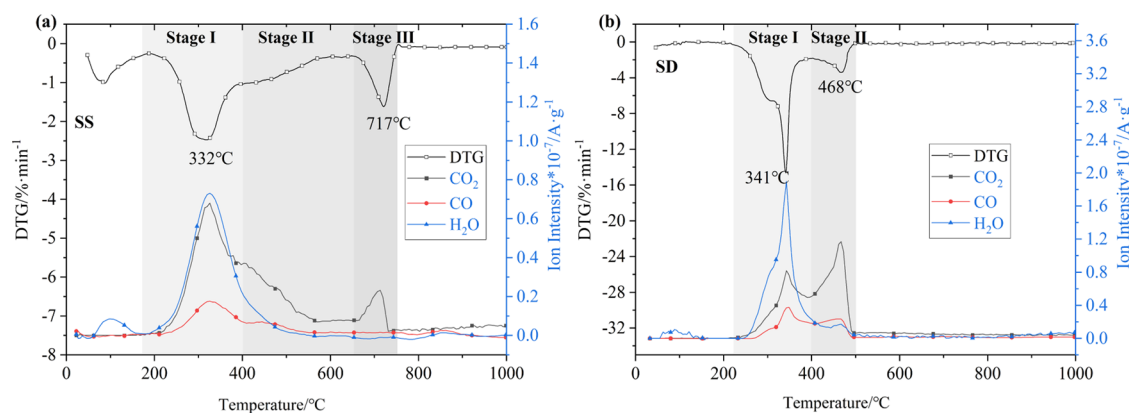 (a)
Stage I Stage II Stage III
SS
332℃
717℃
DTG
CO₂
CO
H₂O
DTG/%·min⁻¹
0
-1
-2
-3
-4
-5
-6
-7
-8
Ion Intensity*10⁻⁷/A·g⁻¹
1.6
1.4
1.2
1.0
0.8
0.6
0.4
0.2
0.0
-0.1
0 200 400 600 800 1000
Temperature/℃
(b)
Stage I Stage II
SD
341℃
468℃
DTG
CO₂
CO
H₂O
DTG/%·min⁻¹
0
-4
-8
-12
-16
-20
-24
-28
-32
Ion Intensity*10⁻⁷/A·g⁻¹
3.6
3.0
2.4
1.8
1.2
0.6
0.0
0 200 400 600 800 1000
Temperature/℃